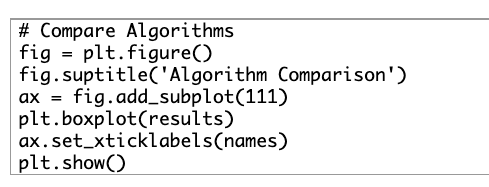 # Compare Algorithms
fig = plt.figure()
fig.suptitle('Algorithm Comparison')
ax = fig.add_subplot(111)
plt.boxplot(results)
ax.set_xticklabels(names)
plt.show()